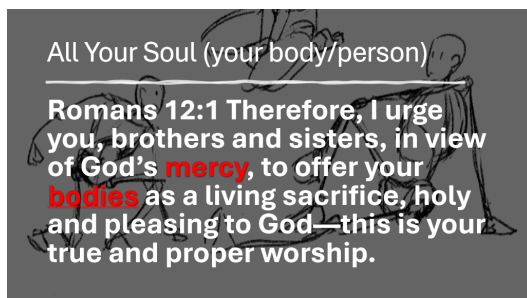 All Your Soul (your body/person)
Romans 12:1 Therefore, I urge
you, brothers and sisters, in view
of God's mercy, to offer your
bodies as a living sacrifice, holy
and pleasing to God—this is your
true and proper worship.